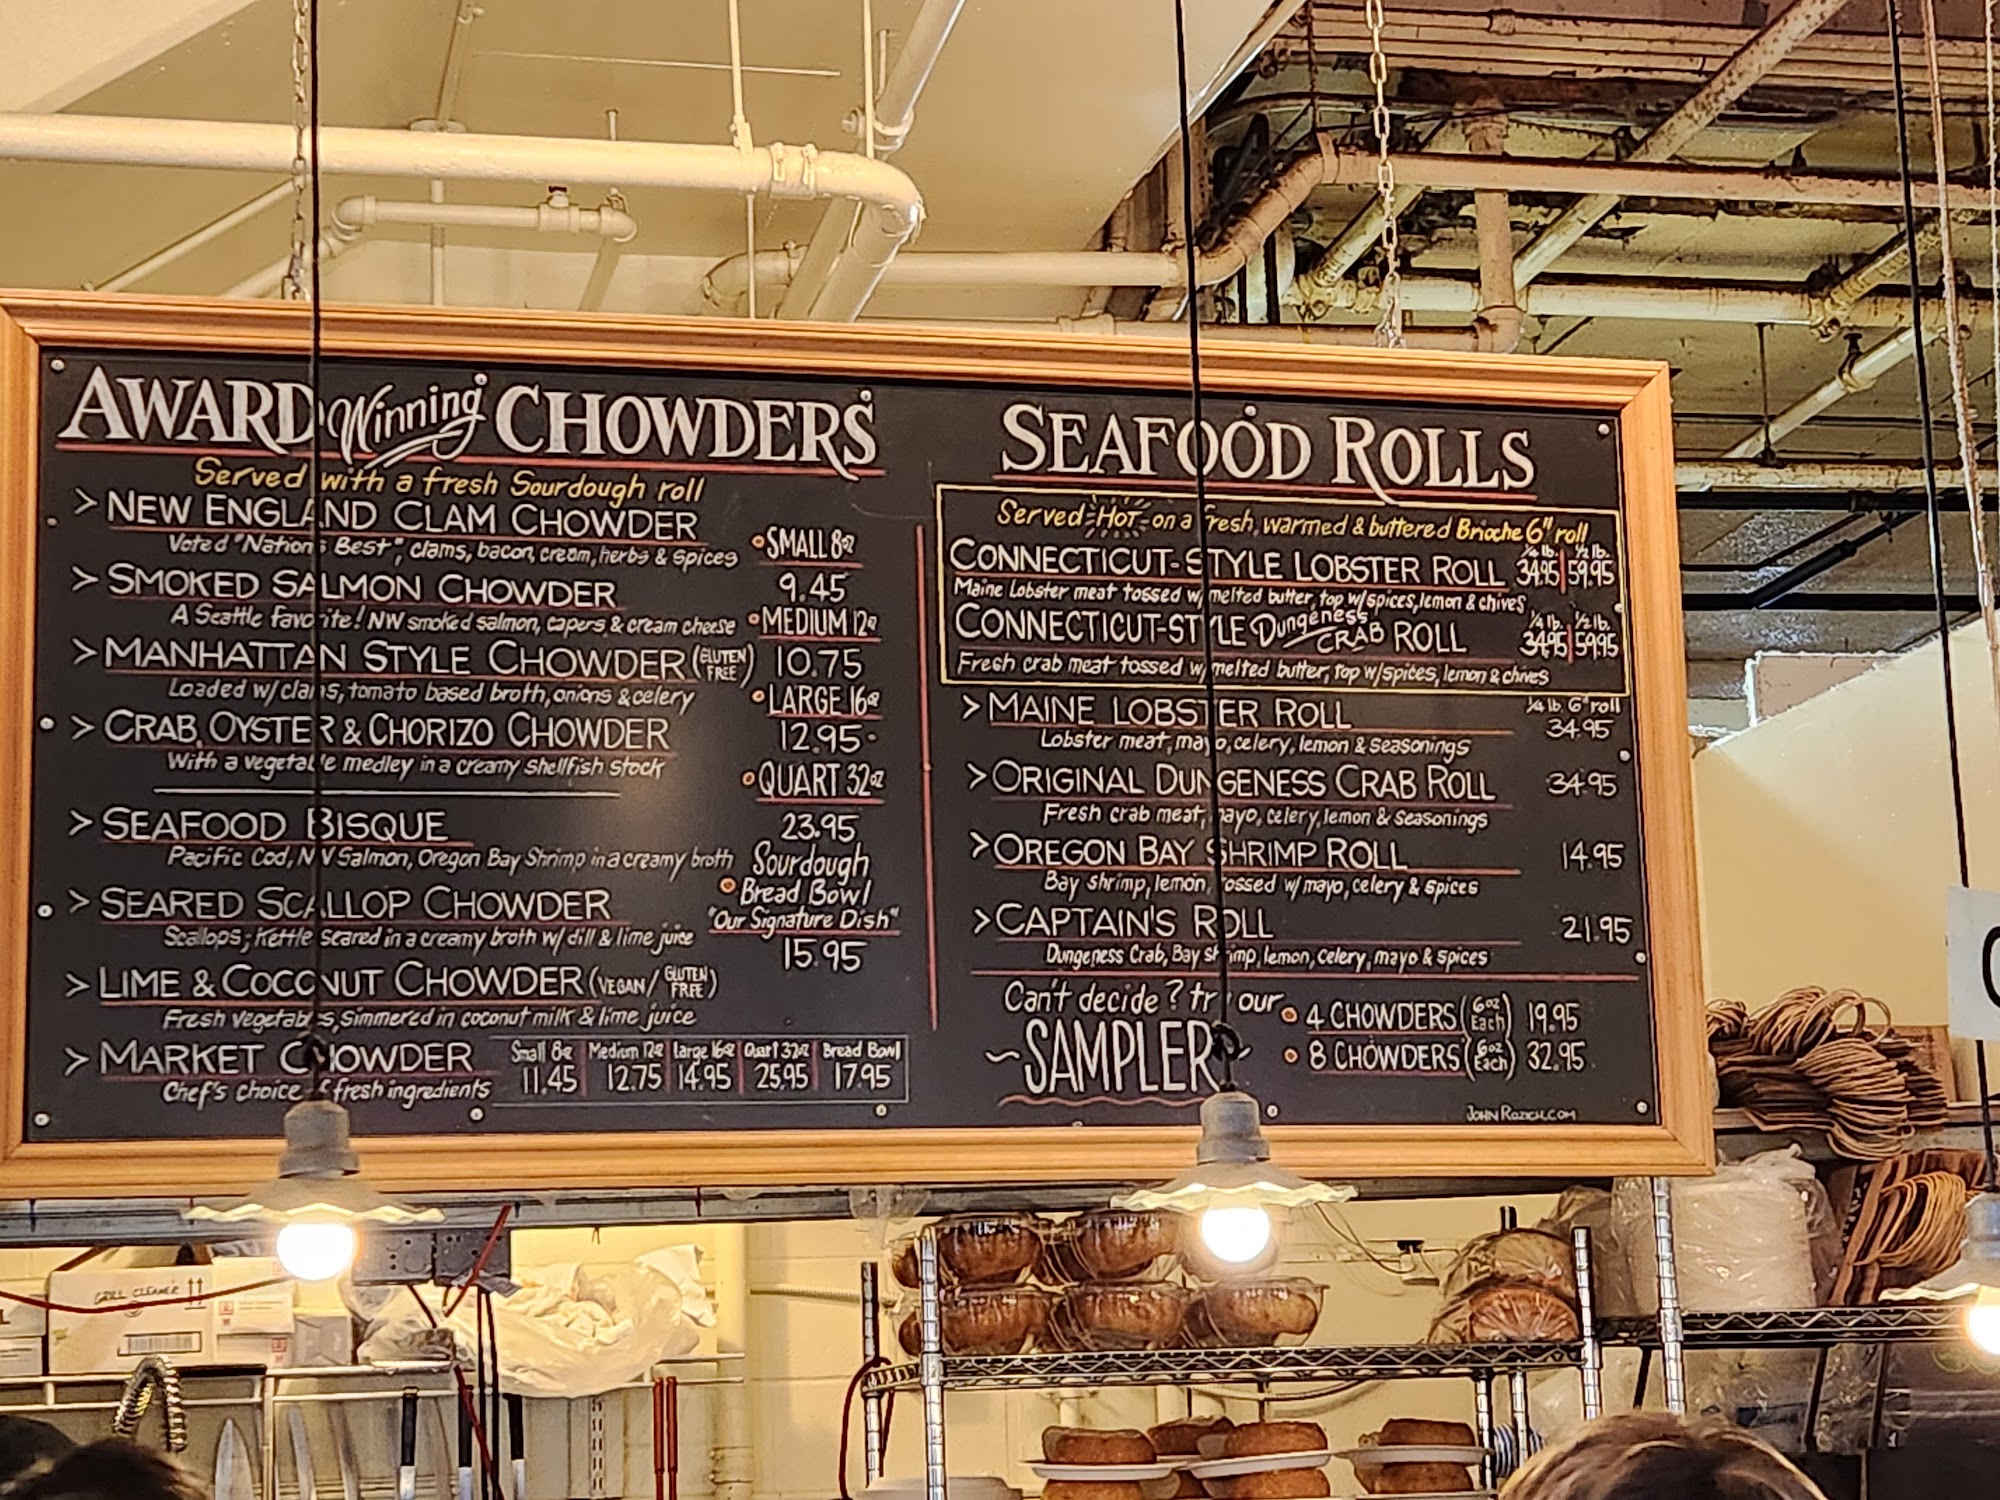 AWARD Winning CHOWDERS
Served with a fresh Sourdough roll
> NEW ENGLAND CLAM CHOWDER
Voted "Nation's Best", clams, bacon, cream, herbs & spices
> SMOKED SALMON CHOWDER
A Seattle favorite! NW smoked salmon, capers & cream cheese
> MANHATTAN STYLE CHOWDER (GLUTEN FREE)
Loaded w/ clams, tomato based broth, onions & celery
> CRAB, OYSTER & CHORIZO CHOWDER
With a vegetable medley in a creamy shellfish stock
> SEAFOOD BISQUE
Pacific Cod, NW Salmon, Oregon Bay Shrimp in a creamy broth
> SEARED SCALLOP CHOWDER
Scallops, kettle seared in a creamy broth w/ dill & lime juice
> LIME & COCONUT CHOWDER (VEGAN/ GLUTEN FREE)
Fresh vegetables, simmered in coconut milk & lime juice
> MARKET CHOWDER
Chef's choice of fresh ingredients
Small 8oz Medium 12oz Large 16oz Quart 32oz Bread Bowl
11.45 12.75 14.95 25.95 17.95
SMALL 8oz
9.45
MEDIUM 12oz
10.75
LARGE 16oz
12.95
QUART 32oz
23.95
Sourdough
Bread Bowl
"Our Signature Dish"
15.95
SEAFOOD ROLLS
Served HOT on a fresh, warmed & buttered Brioche 6" roll
CONNECTICUT-STYLE LOBSTER ROLL 1/4 lb. 34.95 | 1/2 lb. 59.95
Maine Lobster meat tossed w/ melted butter, top w/spices, lemon & chives
CONNECTICUT-STYLE Dungeness CRAB ROLL 1/4 lb. 34.95 | 1/2 lb. 59.95
Fresh crab meat tossed w/ melted butter, top w/spices, lemon & chives
> MAINE LOBSTER ROLL 1/4 lb. 6" roll 34.95
Lobster meat, mayo, celery, lemon & seasonings
> ORIGINAL DUNGENESS CRAB ROLL 34.95
Fresh crab meat, mayo, celery, lemon & seasonings
> OREGON BAY SHRIMP ROLL 14.95
Bay shrimp, lemon, tossed w/ mayo, celery & spices
> CAPTAIN'S ROLL 21.95
Dungeness Crab, Bay shrimp, lemon, celery, mayo & spices
Can't decide? try our
~SAMPLER~
4 CHOWDERS (6oz Each) 19.95
8 CHOWDERS (6oz Each) 32.95
JOHNROZICH.COM
GRILL CLEANER